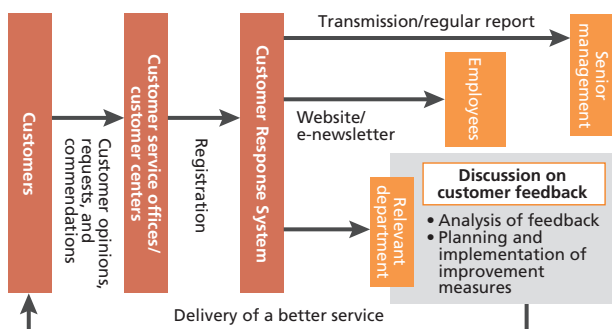 Customers
Customer opinions,
requests, and
commendations
Customer service offices/
customer centers
Registration
Customer Response System
Transmission/regular report
Senior
management
Website/
e-newsletter
Employees
Relevant
department
Discussion on
customer feedback
• Analysis of feedback
• Planning and
implementation of
improvement
measures
Delivery of a better service